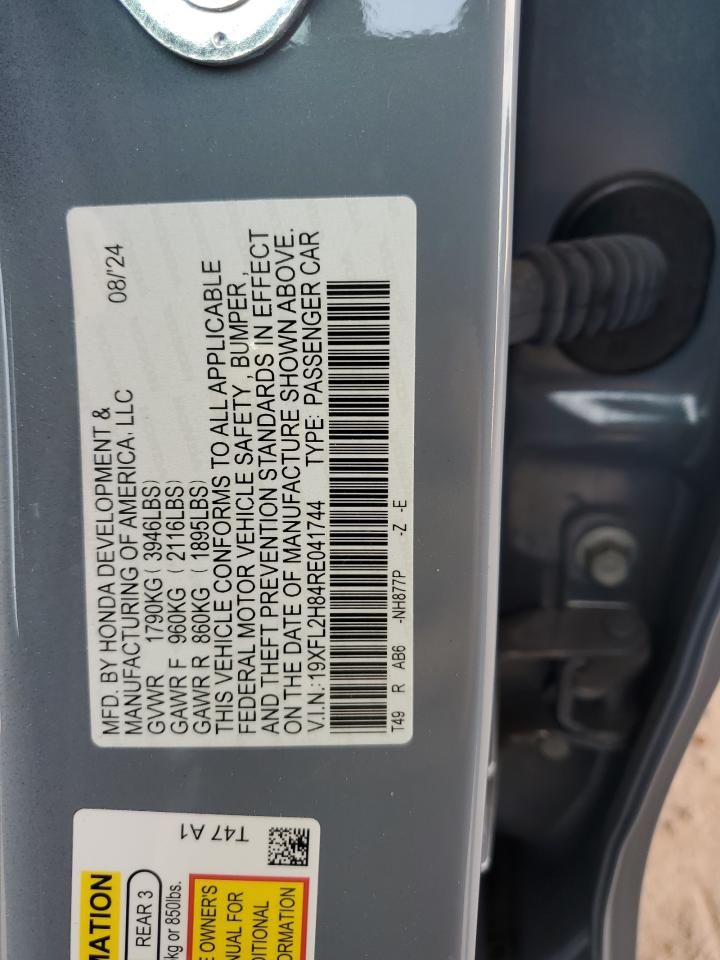 MFD. BY HONDA DEVELOPMENT & 08/'24
MANUFACTURING OF AMERICA, LLC
GVWR 1790KG (3946LBS)
GAWR F 960KG (2116LBS)
GAWR R 860KG (1895LBS)
THIS VEHICLE CONFORMS TO ALL APPLICABLE
FEDERAL MOTOR VEHICLE SAFETY, BUMPER,
AND THEFT PREVENTION STANDARDS IN EFFECT
ON THE DATE OF MANUFACTURE SHOWN ABOVE.
V.I.N.:19XFL2H84RE041744 TYPE: PASSENGER CAR
T49 R AB6 -NH877P -Z -E
T47 A1
MATION
REAR 3
kg or 850lbs.
E OWNER'S
NUAL FOR
DITIONAL
ORMATION